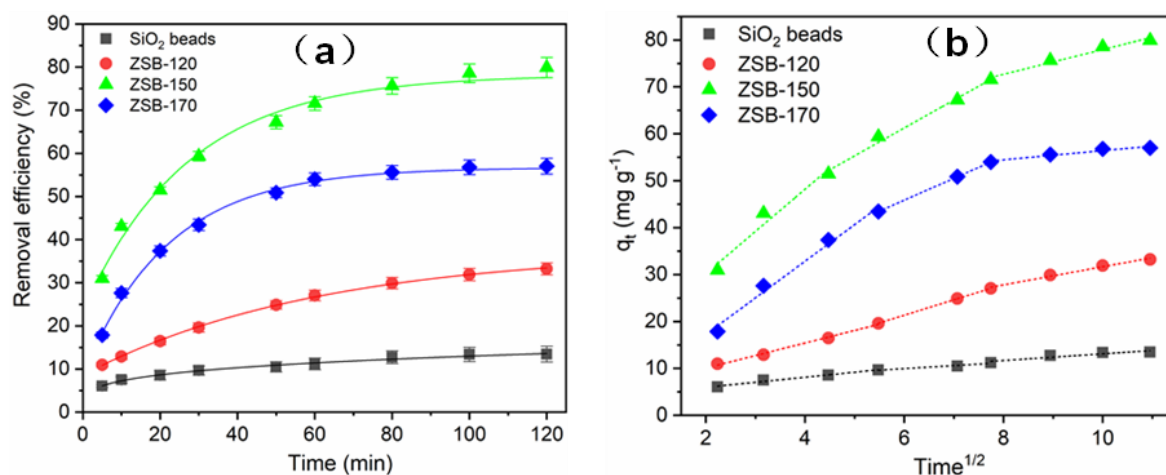 (a)
SiO₂ beads
ZSB-120
ZSB-150
ZSB-170
Removal efficiency (%)
90
80
70
60
50
40
30
20
10
0
0 20 40 60 80 100 120
Time (min)
(b)
SiO₂ beads
ZSB-120
ZSB-150
ZSB-170
qₜ (mg g⁻¹)
80
70
60
50
40
30
20
10
0
2 4 6 8 10
Time¹/²